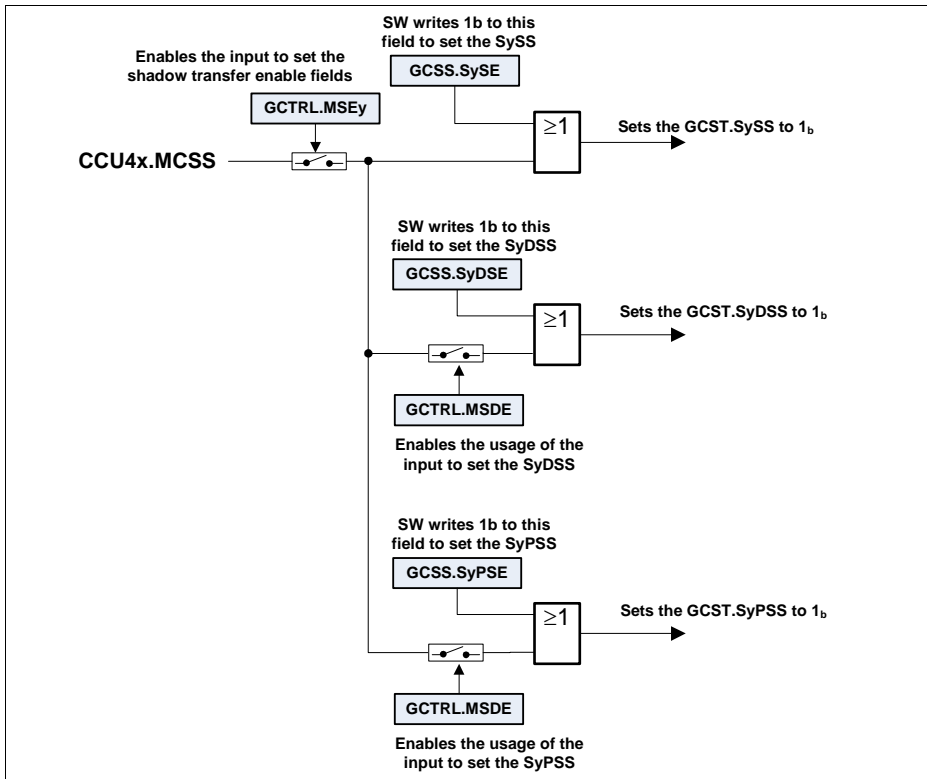 SW writes 1b to this
field to set the SySS
GCSS.SySE
Enables the input to set the
shadow transfer enable fields
GCTRL.MSEy
≥1
Sets the GCST.SySS to 1b
CCU4x.MCSS
SW writes 1b to this
field to set the SyDSS
GCSS.SyDSE
≥1
Sets the GCST.SyDSS to 1b
GCTRL.MSDE
Enables the usage of the
input to set the SyDSS
SW writes 1b to this
field to set the SyPSS
GCSS.SyPSE
≥1
Sets the GCST.SyPSS to 1b
GCTRL.MSDE
Enables the usage of the
input to set the SyPSS